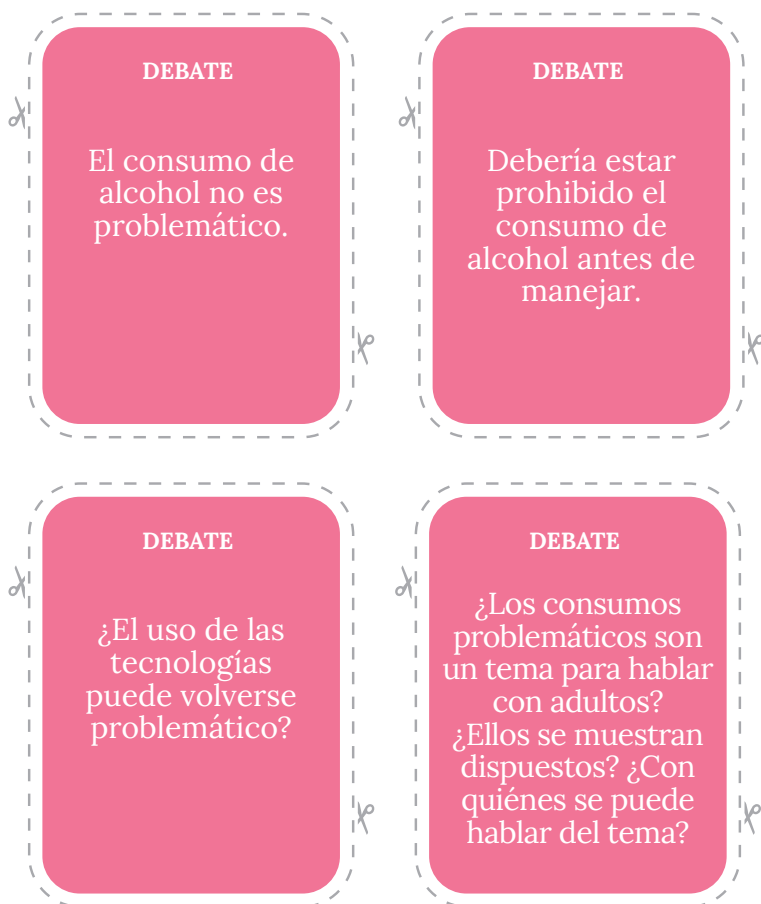 DEBATE
El consumo de
alcohol no es
problemático.
DEBATE
Debería estar
prohibido el
consumo de
alcohol antes de
manejar.
DEBATE
¿El uso de las
tecnologías
puede volverse
problemático?
DEBATE
¿Los consumos
problemáticos son
un tema para hablar
con adultos?
¿Ellos se muestran
dispuestos? ¿Con
quiénes se puede
hablar del tema?